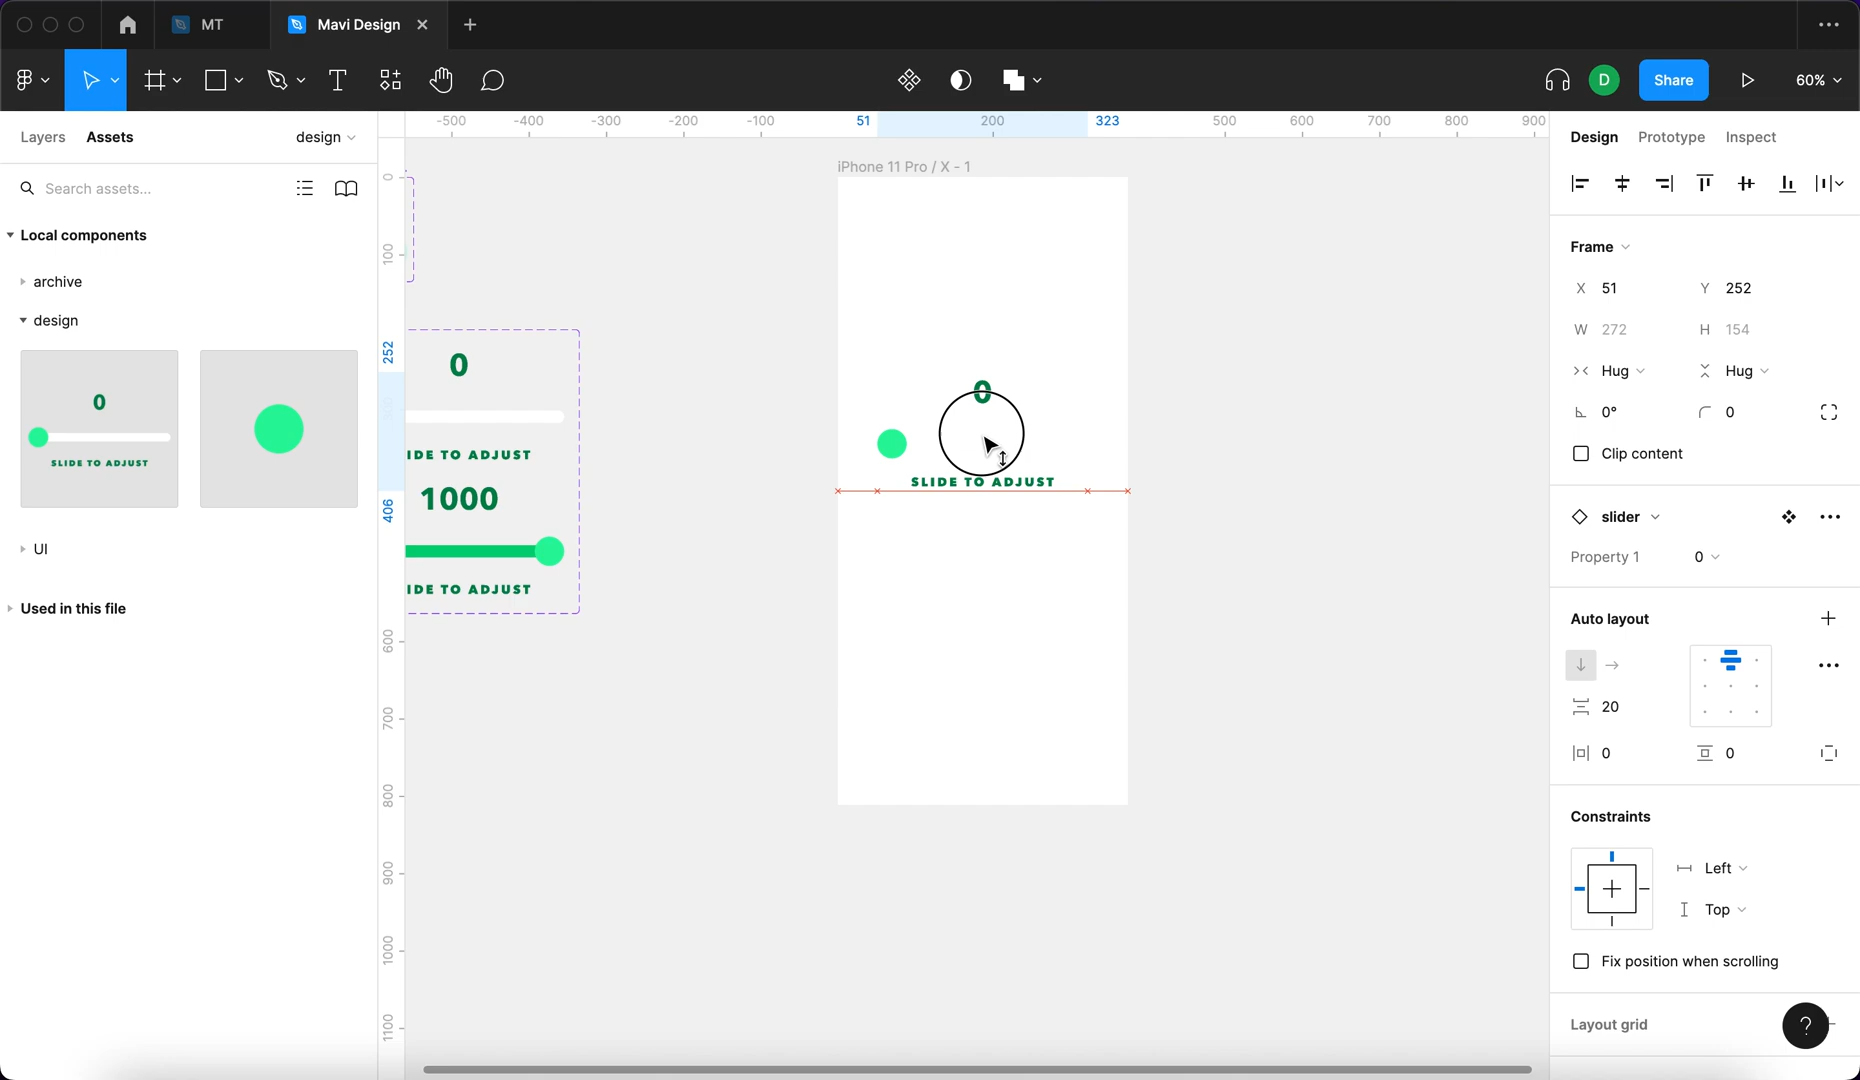 MT
Mavi Design
D
Share
60%
Layers
Assets
design
51
200
323
-500
-400
-300
-200
-100
500
600
700
800
900
Design
Prototype
Inspect
Search assets...
Local components
archive
design
0
SLIDE TO ADJUST
UI
Used in this file
0
100
252
406
600
700
800
900
1000
1100
0
IDE TO ADJUST
1000
IDE TO ADJUST
iPhone 11 Pro / X - 1
0
SLIDE TO ADJUST
Frame
X 51
Y 252
W 272
H 154
Hug
Hug
0°
0
Clip content
slider
Property 1
0
Auto layout
20
0
0
Constraints
Left
Top
Fix position when scrolling
Layout grid
?